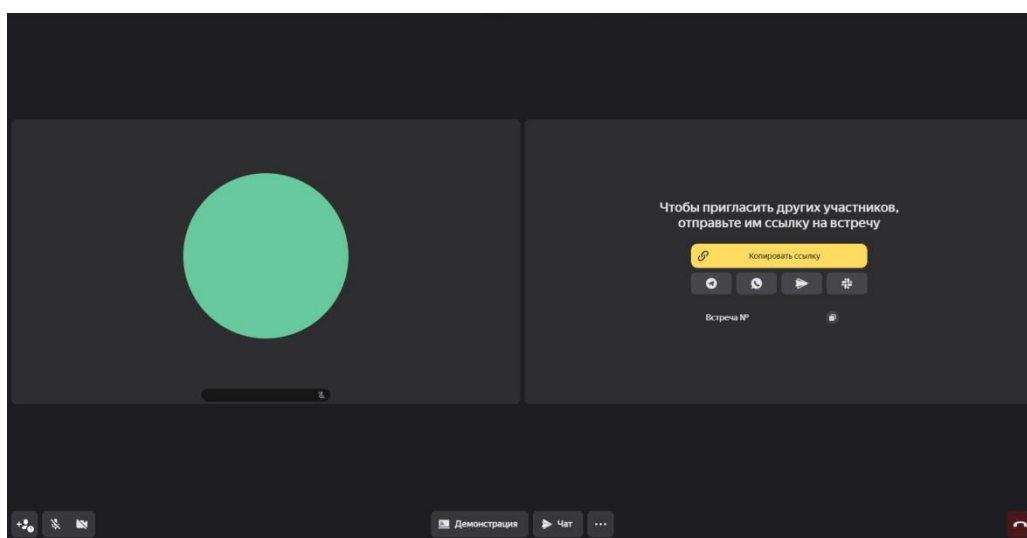 Чтобы пригласить других участников,
отправьте им ссылку на встречу
Копировать ссылку
Встреча №
Демонстрация
Чат